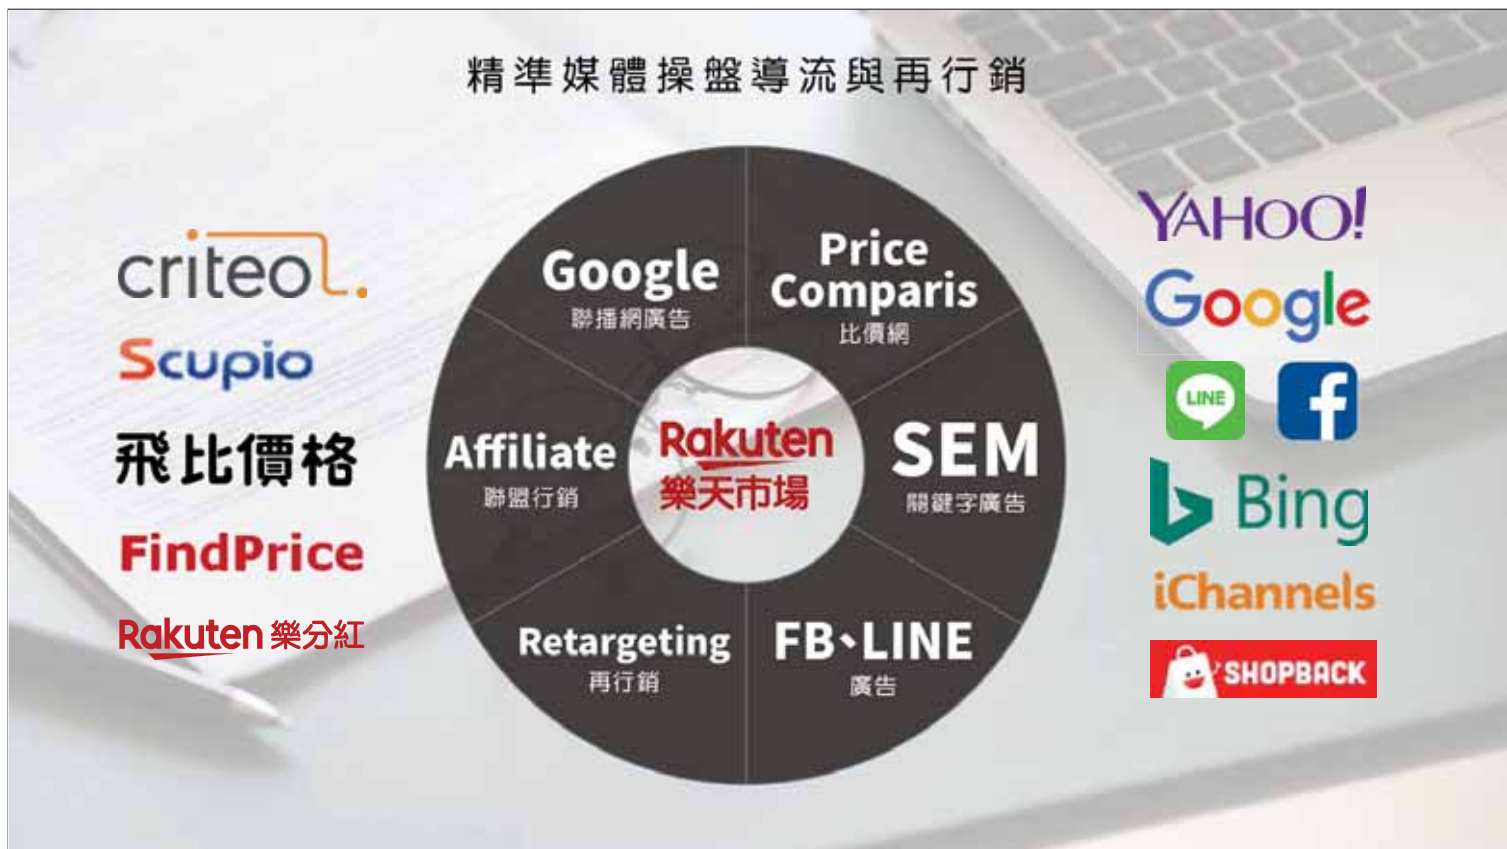 精準媒體操盤導流與再行銷
criteo
Scupio
飛比價格
FindPrice
Rakuten 樂分紅
Google
聯播網廣告
Price
Comparis
比價網
Affiliate
聯盟行銷
Rakuten
樂天市場
SEM
關鍵字廣告
Retargeting
再行銷
FB、LINE
廣告
YAHOO!
Google
LINE f
Bing
iChannels
SHOPBACK